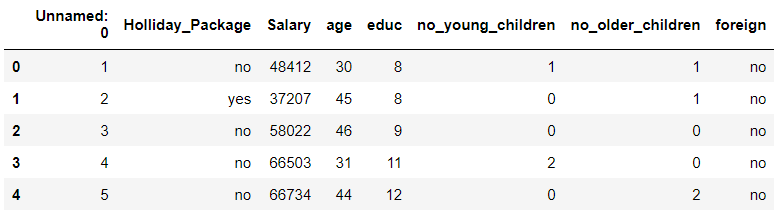 Unnamed: 0 Holliday_Package Salary age educ no_young_children no_older_children foreign
0 1 no 48412 30 8 1 1 no
1 2 yes 37207 45 8 0 1 no
2 3 no 58022 46 9 0 0 no
3 4 no 66503 31 11 2 0 no
4 5 no 66734 44 12 0 2 no